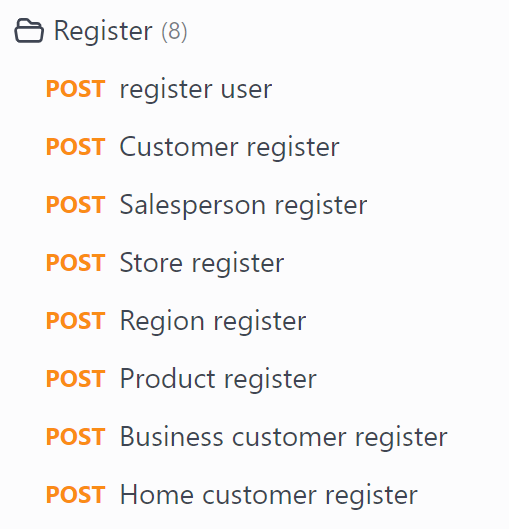 Register (8)
POST register user
POST Customer register
POST Salesperson register
POST Store register
POST Region register
POST Product register
POST Business customer register
POST Home customer register